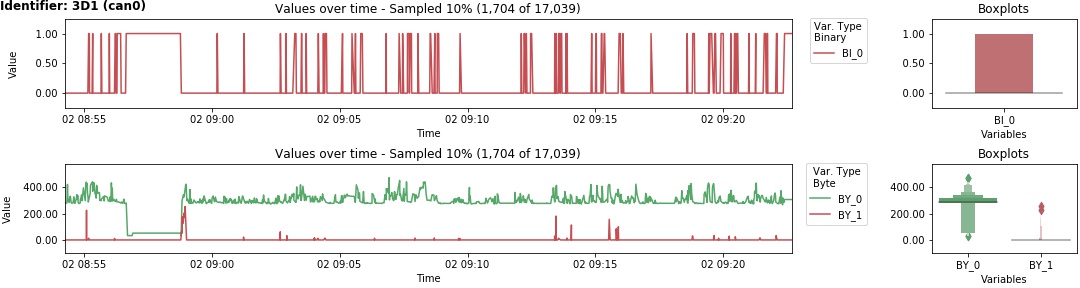 Identifier: 3D1 (can0)
Values over time - Sampled 10% (1,704 of 17,039)
Boxplots
Value
1.00
0.50
0.00
02 08:55
02 09:00
02 09:05
02 09:10
02 09:15
02 09:20
Time
Var. Type
Binary
BI_0
1.00
0.50
0.00
BI_0
Variables
Values over time - Sampled 10% (1,704 of 17,039)
Boxplots
Value
400.00
200.00
0.00
02 08:55
02 09:00
02 09:05
02 09:10
02 09:15
02 09:20
Time
Var. Type
Byte
BY_0
BY_1
400.00
200.00
0.00
BY_0
BY_1
Variables